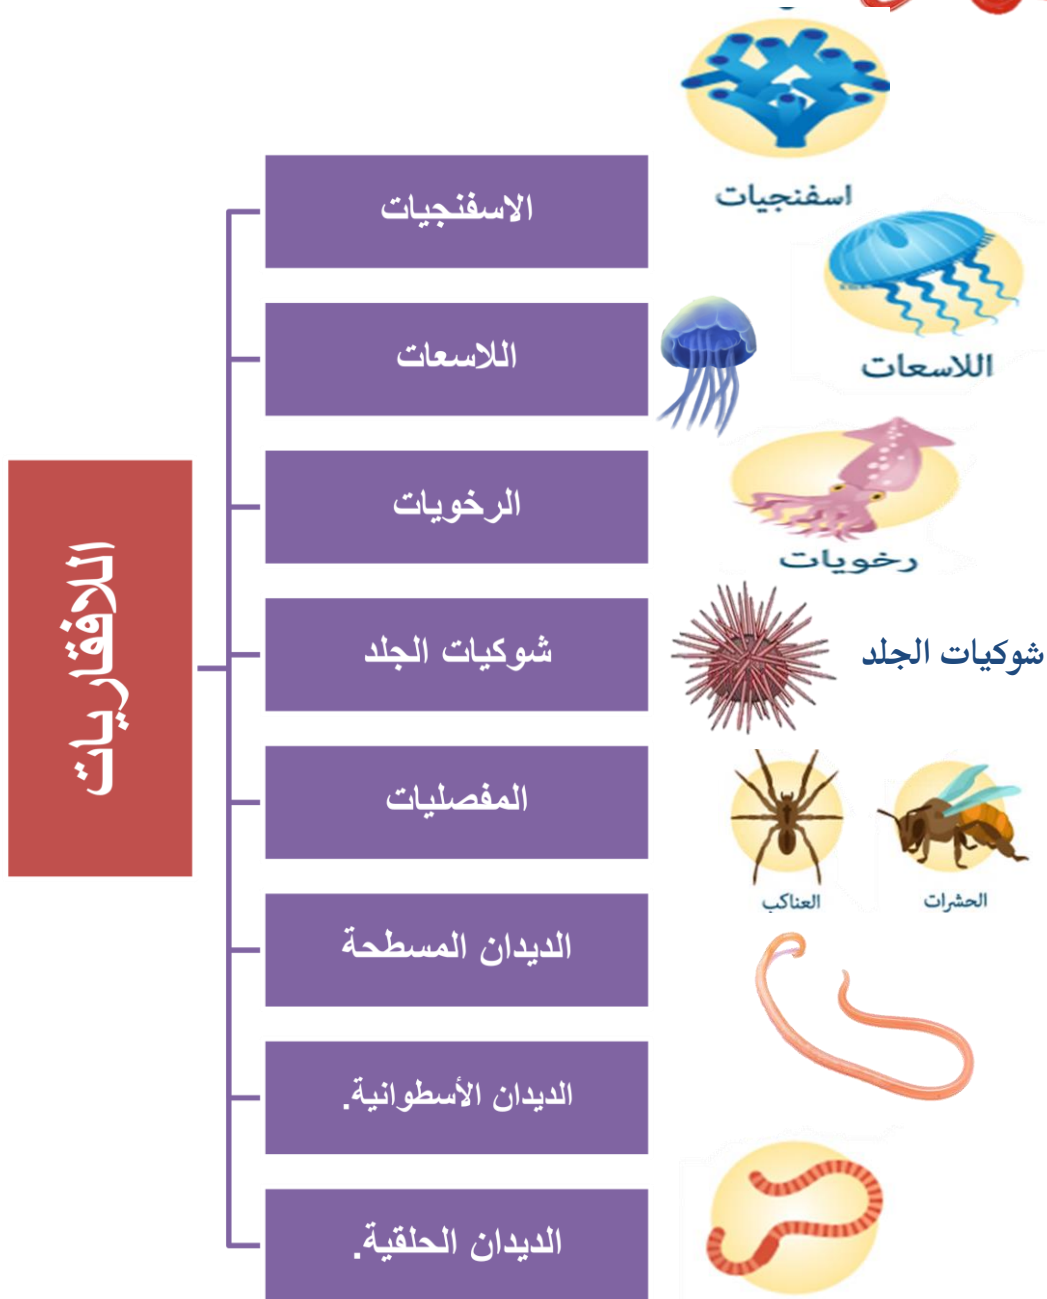 اللافقاريات
الاسفنجيات
اللاسعات
الرخويات
شوكيات الجلد
المفصليات
الديدان المسطحة
الديدان الأسطوانية.
الديدان الحلقية.
اسفنجيات
اللاسعات
رخويات
شوكيات الجلد
الحشرات
العناكب